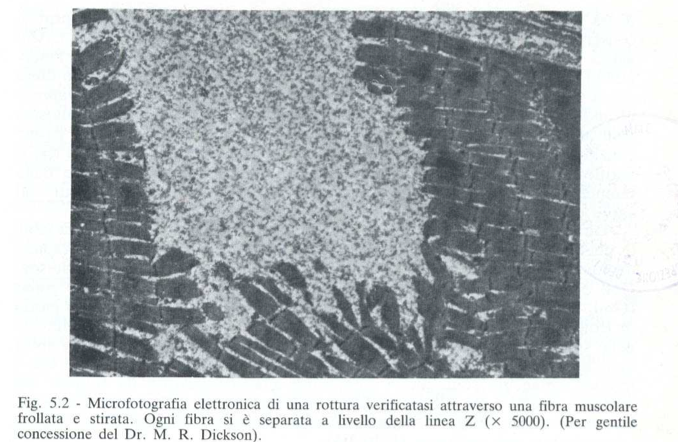 Fig. 5.2 - Microfotografia elettronica di una rottura verificatasi attraverso una fibra muscolare
frollata e stirata. Ogni fibra si è separata a livello della linea Z (× 5000). (Per gentile
concessione del Dr. M. R. Dickson).